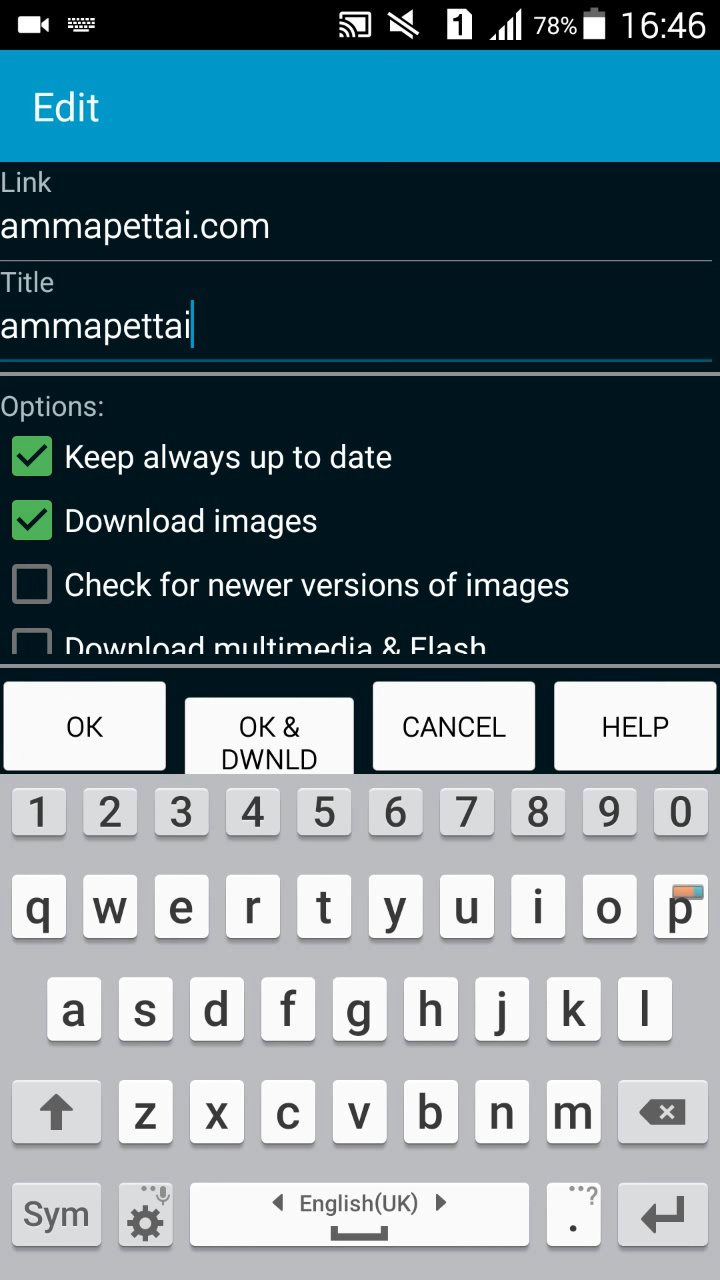 1 78% 16:46
Edit
Link
ammapettai.com
Title
ammapettai
Options:
Keep always up to date
Download images
Check for newer versions of images
Download multimedia & Flash
OK OK & DWNLD CANCEL HELP
1 2 3 4 5 6 7 8 9 0
q w e r t y u i o p
a s d f g h j k l
z x c v b n m
Sym English(UK) . ?